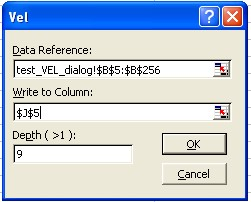 Vel
Data Reference:
test_VEL_dialog!$B$5:$B$256
Write to Column:
$J$5
Depth ( >1 ):
9
OK
Cancel